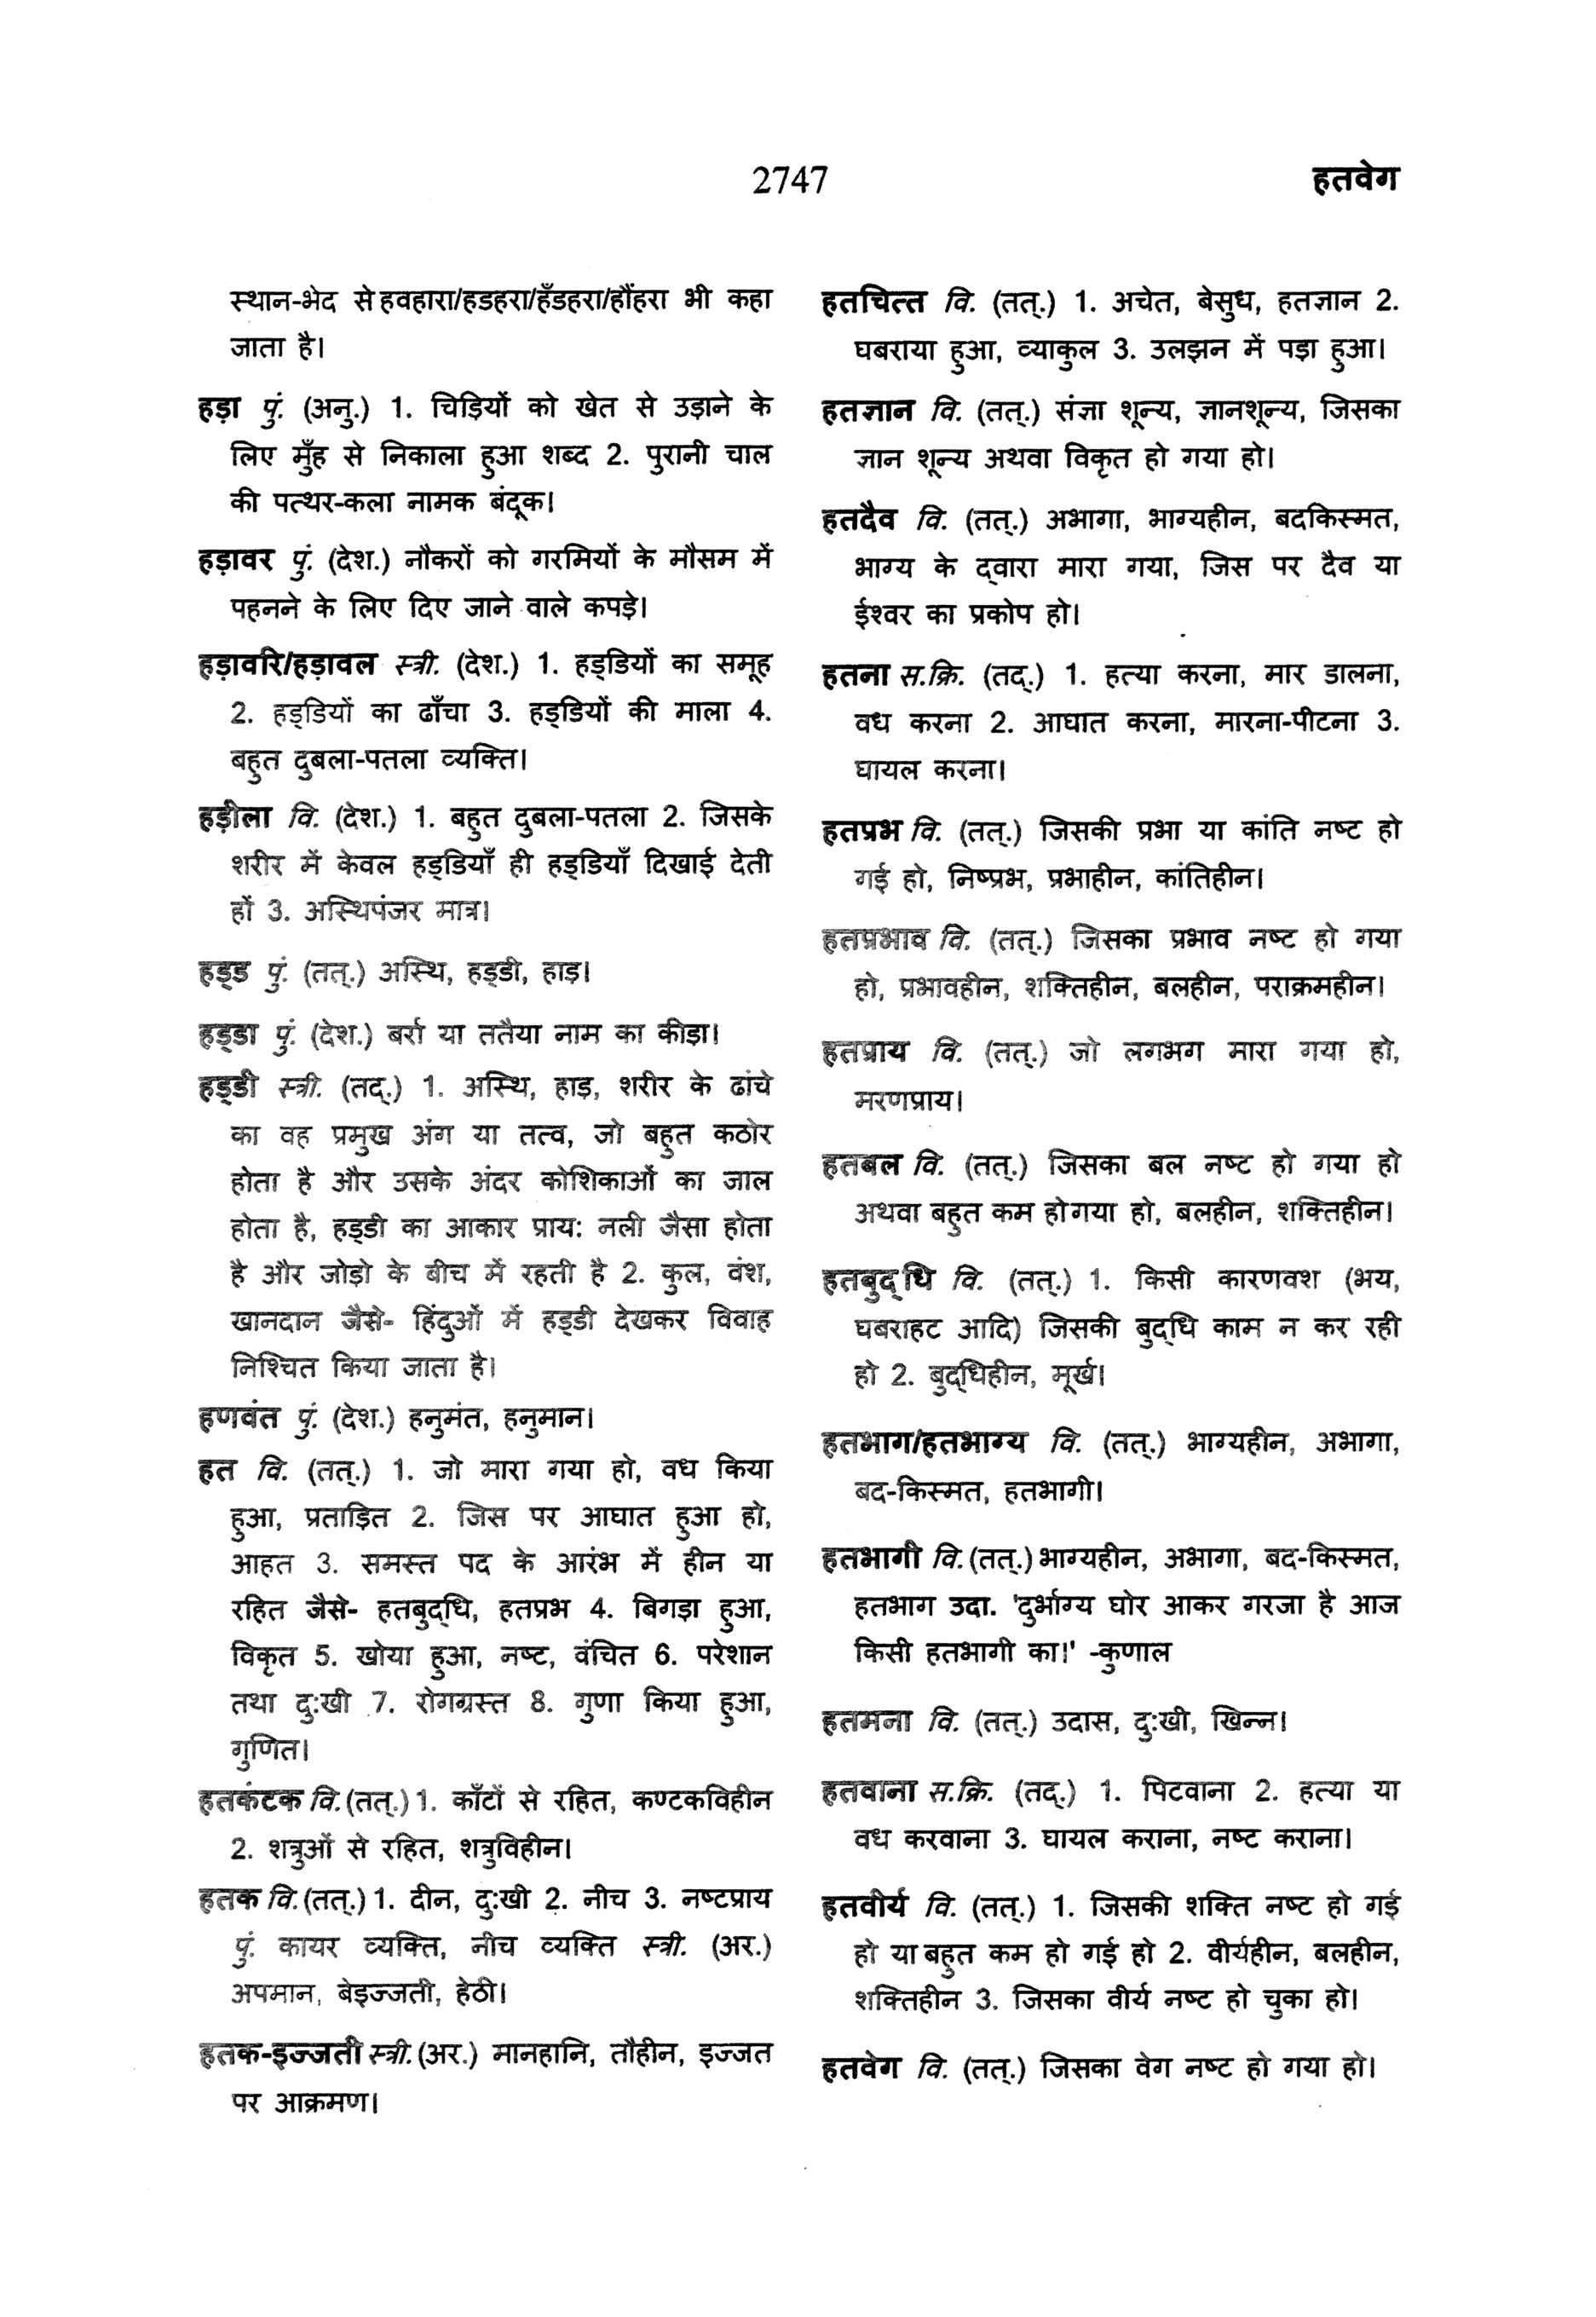 2747
हतवेग
स्थान-भेद से हवहारा/हडहरा/हँडहरा/हौंहरा भी कहा
जाता है।
हड़ा पुं. (अनु.) 1. चिड़ियों को खेत से उड़ाने के
लिए मुँह से निकाला हुआ शब्द 2. पुरानी चाल
की पत्थर-कला नामक बंदूक।
हड़ावर पुं. (देश.) नौकरों को गरमियों के मौसम में
पहनने के लिए दिए जाने वाले कपड़े।
हड़ावरि/हड़ावल स्त्री. (देश.) 1. हड्डियों का समूह
2. हड्डियों का ढाँचा 3. हड्डियों की माला 4.
बहुत दुबला-पतला व्यक्ति।
हड़ीला वि. (देश.) 1. बहुत दुबला-पतला 2. जिसके
शरीर में केवल हड्डियाँ ही हड्डियाँ दिखाई देती
हों 3. अस्थिपंजर मात्र।
हड्ड पुं. (तत्.) अस्थि, हड्डी, हाड़।
हड्डा पुं. (देश.) बर्रा या ततैया नाम का कीड़ा।
हड्डी स्त्री. (तद्.) 1. अस्थि, हाड़, शरीर के ढांचे
का वह प्रमुख अंग या तत्व, जो बहुत कठोर
होता है और उसके अंदर कोशिकाओं का जाल
होता है, हड्डी का आकार प्राय: नली जैसा होता
है और जोड़ो के बीच में रहती है 2. कुल, वंश,
खानदान जैसे- हिंदुओं में हड्डी देखकर विवाह
निश्चित किया जाता है।
हणवंत पुं. (देश.) हनुमंत, हनुमान।
हत वि. (तत्.) 1. जो मारा गया हो, वध किया
हुआ, प्रताड़ित 2. जिस पर आघात हुआ हो,
आहत 3. समस्त पद के आरंभ में हीन या
रहित जैसे- हतबुद्धि, हतप्रभ 4. बिगड़ा हुआ,
विकृत 5. खोया हुआ, नष्ट, वंचित 6. परेशान
तथा दु:खी 7. रोगग्रस्त 8. गुणा किया हुआ,
गुणित।
हतकंटक वि. (तत्.) 1. काँटों से रहित, कण्टकविहीन
2. शत्रुओं से रहित, शत्रुविहीन।
हतक वि. (तत्.) 1. दीन, दु:खी 2. नीच 3. नष्टप्राय
पुं. कायर व्यक्ति, नीच व्यक्ति स्त्री. (अर.)
अपमान, बेइज्जती, हेठी।
हतक-इज्जती स्त्री. (अर.) मानहानि, तौहीन, इज्जत
पर आक्रमण।
हतचित्त वि. (तत्.) 1. अचेत, बेसुध, हतज्ञान 2.
घबराया हुआ, व्याकुल 3. उलझन में पड़ा हुआ।
हतज्ञान वि. (तत्.) संज्ञा शून्य, ज्ञानशून्य, जिसका
ज्ञान शून्य अथवा विकृत हो गया हो।
हतदैव वि. (तत्.) अभागा, भाग्यहीन, बदकिस्मत,
भाग्य के द्वारा मारा गया, जिस पर दैव या
ईश्वर का प्रकोप हो।
हतना स.क्रि. (तद्.) 1. हत्या करना, मार डालना,
वध करना 2. आघात करना, मारना-पीटना 3.
घायल करना।
हतप्रभ वि. (तत्.) जिसकी प्रभा या कांति नष्ट हो
गई हो, निष्प्रभ, प्रभाहीन, कांतिहीन।
हतप्रभाव वि. (तत्.) जिसका प्रभाव नष्ट हो गया
हो, प्रभावहीन, शक्तिहीन, बलहीन, पराक्रमहीन।
हतप्राय वि. (तत्.) जो लगभग मारा गया हो,
मरणप्राय।
हतबल वि. (तत्.) जिसका बल नष्ट हो गया हो
अथवा बहुत कम हो गया हो, बलहीन, शक्तिहीन।
हतबुद्धि वि. (तत्.) 1. किसी कारणवश (भय,
घबराहट आदि) जिसकी बुद्धि काम न कर रही
हो 2. बुद्धिहीन, मूर्ख।
हतभाग/हतभाग्य वि. (तत्.) भाग्यहीन, अभागा,
बद-किस्मत, हतभागी।
हतभागी वि. (तत्.) भाग्यहीन, अभागा, बद-किस्मत,
हतभाग उदा. 'दुर्भाग्य घोर आकर गरजा है आज
किसी हतभागी का।' -कुणाल
हतमना वि. (तत्.) उदास, दु:खी, खिन्न।
हतवाना स.क्रि. (तद्.) 1. पिटवाना 2. हत्या या
वध करवाना 3. घायल कराना, नष्ट कराना।
हतवीर्य वि. (तत्.) 1. जिसकी शक्ति नष्ट हो गई
हो या बहुत कम हो गई हो 2. वीर्यहीन, बलहीन,
शक्तिहीन 3. जिसका वीर्य नष्ट हो चुका हो।
हतवेग वि. (तत्.) जिसका वेग नष्ट हो गया हो।